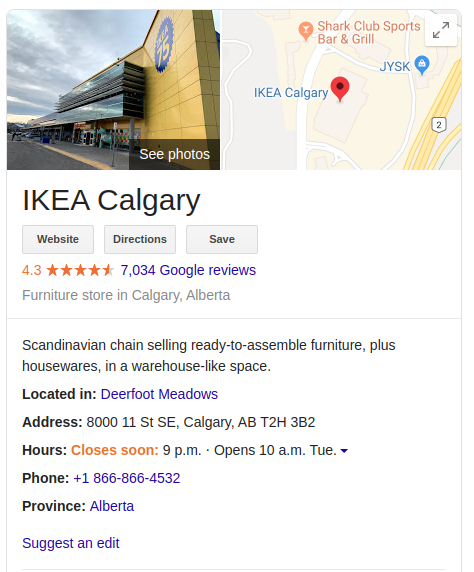 Shark Club Sports
Bar & Grill
JYSK
IKEA Calgary
2
See photos
IKEA Calgary
Website Directions Save
4.3 7,034 Google reviews
Furniture store in Calgary, Alberta
Scandinavian chain selling ready-to-assemble furniture, plus
housewares, in a warehouse-like space.
Located in: Deerfoot Meadows
Address: 8000 11 St SE, Calgary, AB T2H 3B2
Hours: Closes soon: 9 p.m. · Opens 10 a.m. Tue.
Phone: +1 866-866-4532
Province: Alberta
Suggest an edit